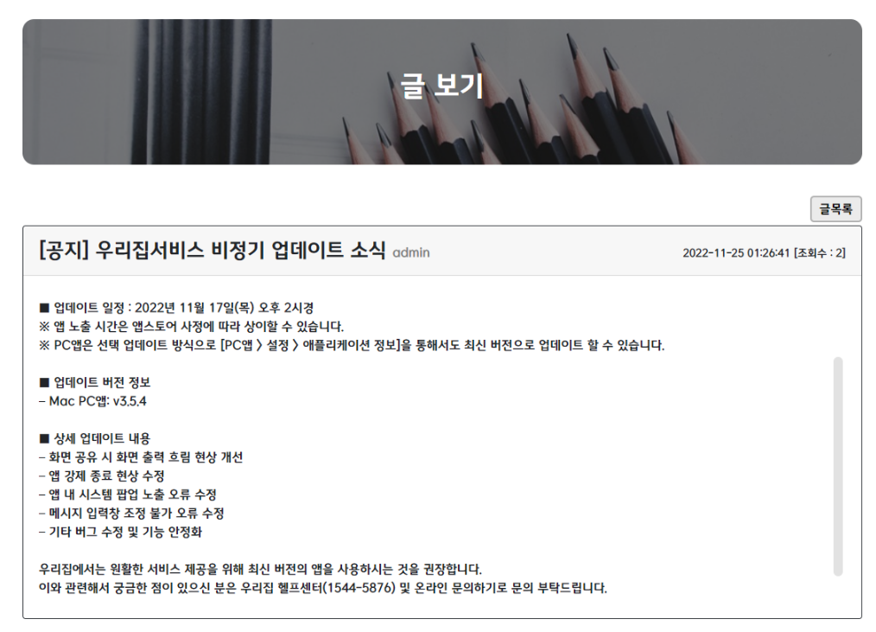 글 보기
글목록
[공지] 우리집서비스 비정기 업데이트 소식 admin 2022-11-25 01:26:41 [조회수 : 2]
■ 업데이트 일정 : 2022년 11월 17일(목) 오후 2시경
※ 앱 노출 시간은 앱스토어 사정에 따라 상이할 수 있습니다.
※ PC앱은 선택 업데이트 방식으로 [PC앱 > 설정 > 애플리케이션 정보]을 통해서도 최신 버전으로 업데이트 할 수 있습니다.
■ 업데이트 버전 정보
- Mac PC앱: v3.5.4
■ 상세 업데이트 내용
- 화면 공유 시 화면 출력 흐림 현상 개선
- 앱 강제 종료 현상 수정
- 앱 내 시스템 팝업 노출 오류 수정
- 메시지 입력창 조정 불가 오류 수정
- 기타 버그 수정 및 기능 안정화
우리집에서는 원활한 서비스 제공을 위해 최신 버전의 앱을 사용하시는 것을 권장합니다.
이와 관련해서 궁금한 점이 있으신 분은 우리집 헬프센터(1544-5876) 및 온라인 문의하기로 문의 부탁드립니다.